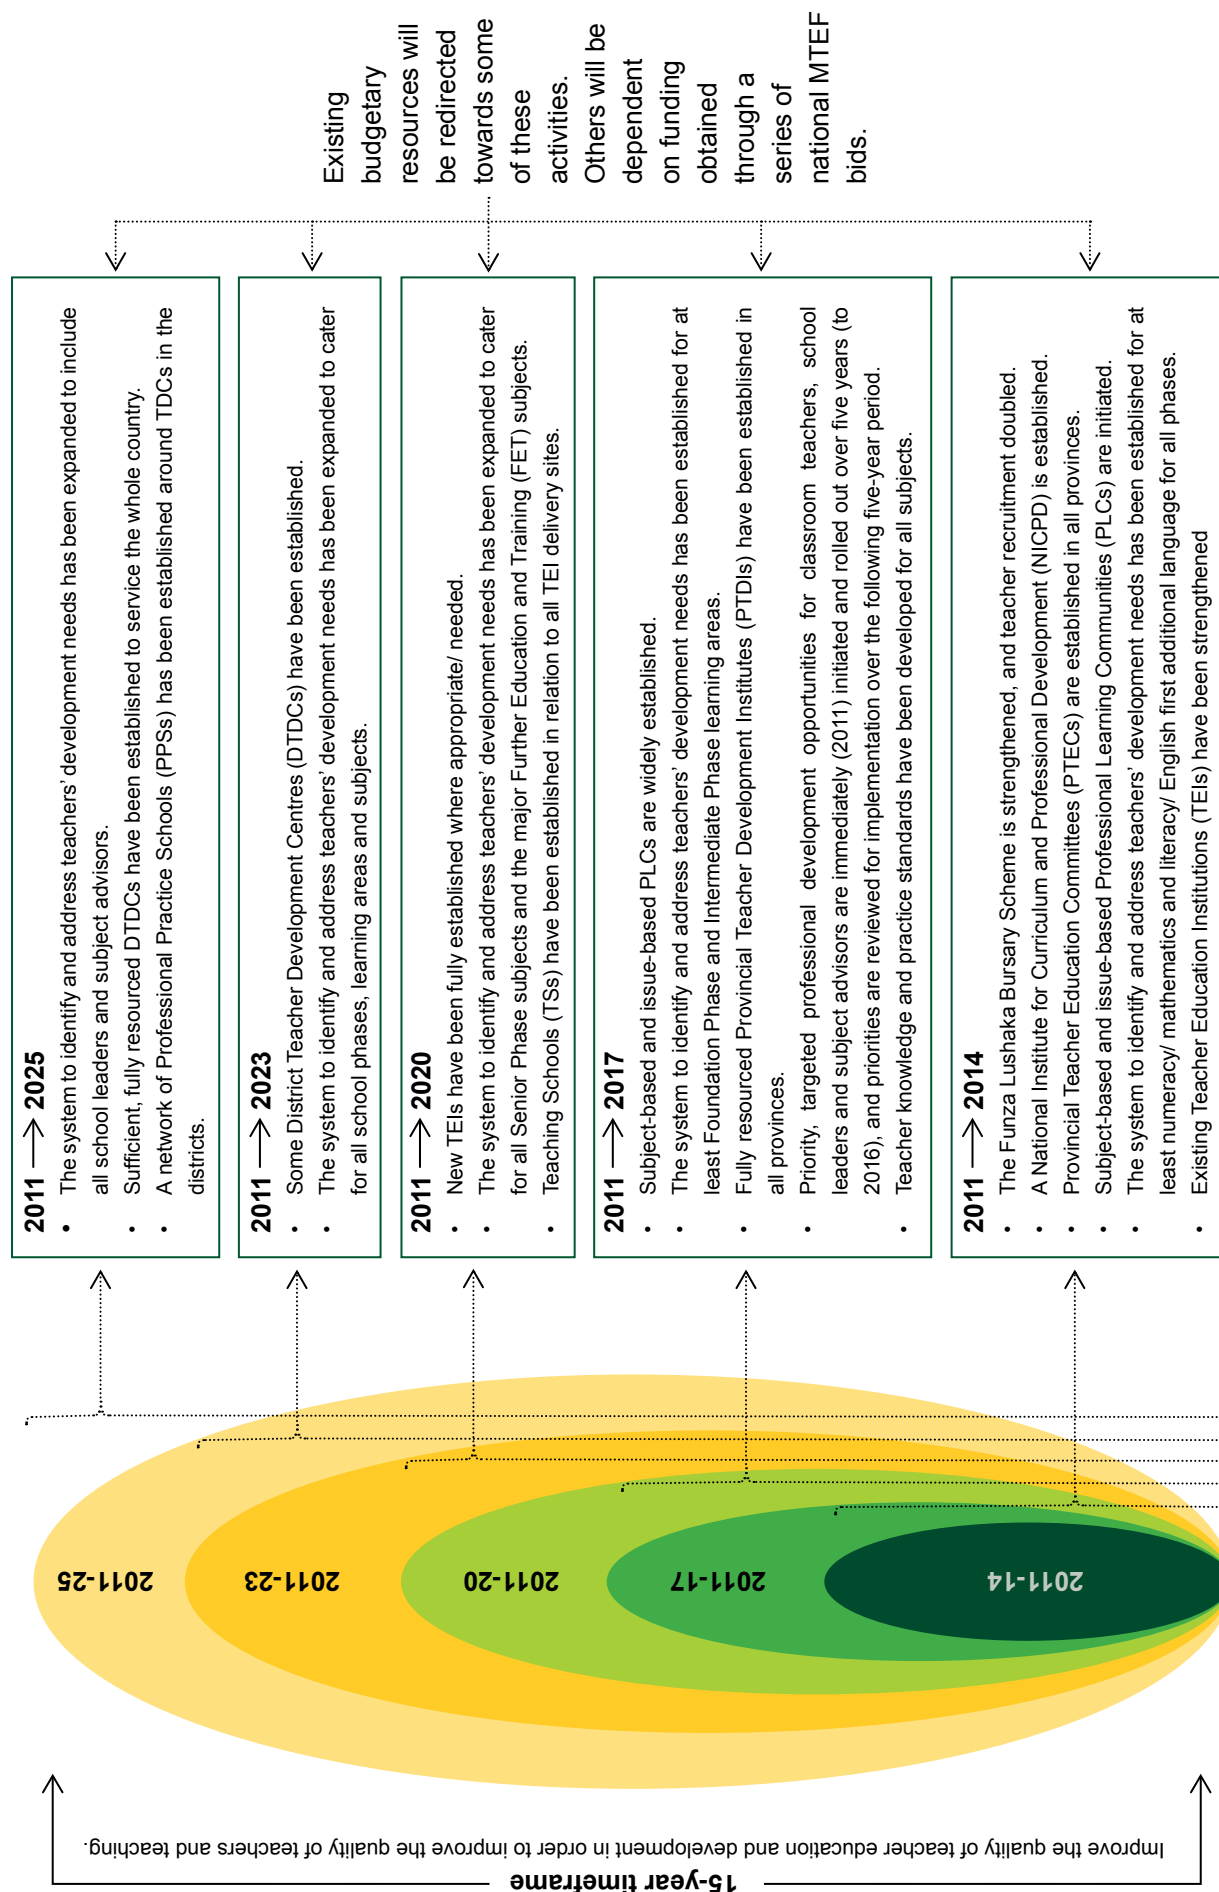 15-year timeframe
Improve the quality of teacher education and development in order to improve the quality of teachers and teaching.
2011-25
2011-23
2011-20
2011-17
2011-14
2011 → 2025
• The system to identify and address teachers’ development needs has been expanded to include
all school leaders and subject advisors.
• Sufficient, fully resourced DTDCs have been established to service the whole country.
• A network of Professional Practice Schools (PPSs) has been established around TDCs in the
districts.
2011 → 2023
• Some District Teacher Development Centres (DTDCs) have been established.
• The system to identify and address teachers’ development needs has been expanded to cater
for all school phases, learning areas and subjects.
2011 → 2020
• New TEIs have been fully established where appropriate/ needed.
• The system to identify and address teachers’ development needs has been expanded to cater
for all Senior Phase subjects and the major Further Education and Training (FET) subjects.
• Teaching Schools (TSs) have been established in relation to all TEI delivery sites.
2011 → 2017
• Subject-based and issue-based PLCs are widely established.
• The system to identify and address teachers’ development needs has been established for at
least Foundation Phase and Intermediate Phase learning areas.
• Fully resourced Provincial Teacher Development Institutes (PTDIs) have been established in
all provinces.
• Priority, targeted professional development opportunities for classroom teachers, school
leaders and subject advisors are immediately (2011) initiated and rolled out over five years (to
2016), and priorities are reviewed for implementation over the following five-year period.
• Teacher knowledge and practice standards have been developed for all subjects.
2011 → 2014
• The Funza Lushaka Bursary Scheme is strengthened, and teacher recruitment doubled.
• A National Institute for Curriculum and Professional Development (NICPD) is established.
• Provincial Teacher Education Committees (PTECs) are established in all provinces.
• Subject-based and issue-based Professional Learning Communities (PLCs) are initiated.
• The system to identify and address teachers’ development needs has been established for at
least numeracy/ mathematics and literacy/ English first additional language for all phases.
• Existing Teacher Education Institutions (TEIs) have been strengthened
Existing
budgetary
resources will
be redirected
towards some
of these
activities.
Others will be
dependent
on funding
obtained
through a
series of
national MTEF
bids.